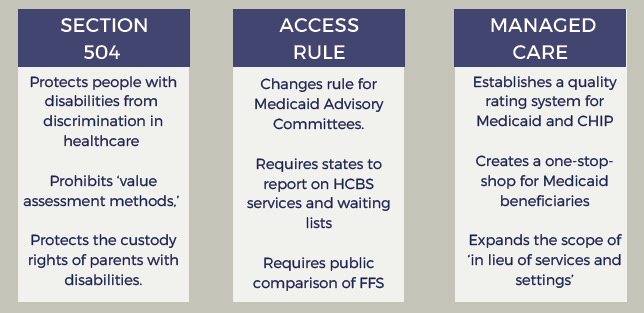 SECTION
504
Protects people with
disabilities from
discrimination in
healthcare
Prohibits ‘value
assessment methods,’
Protects the custody
rights of parents with
disabilities.
ACCESS
RULE
Changes rule for
Medicaid Advisory
Committees.
Requires states to
report on HCBS
services and waiting
lists
Requires public
comparison of FFS
MANAGED
CARE
Establishes a quality
rating system for
Medicaid and CHIP
Creates a one-stop-
shop for Medicaid
beneficiaries
Expands the scope of
‘in lieu of services and
settings’